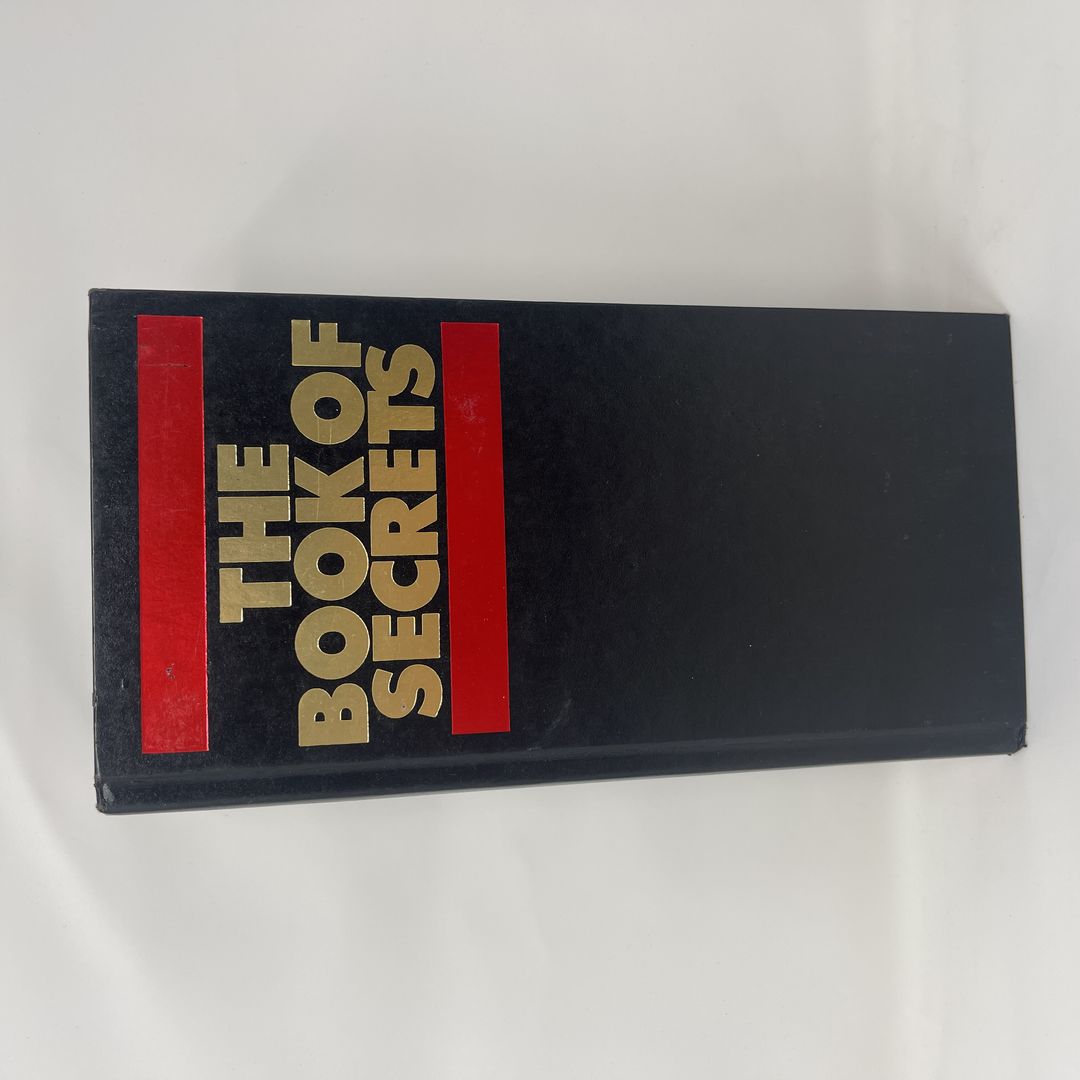 THE
BOOK OF
SECRETS